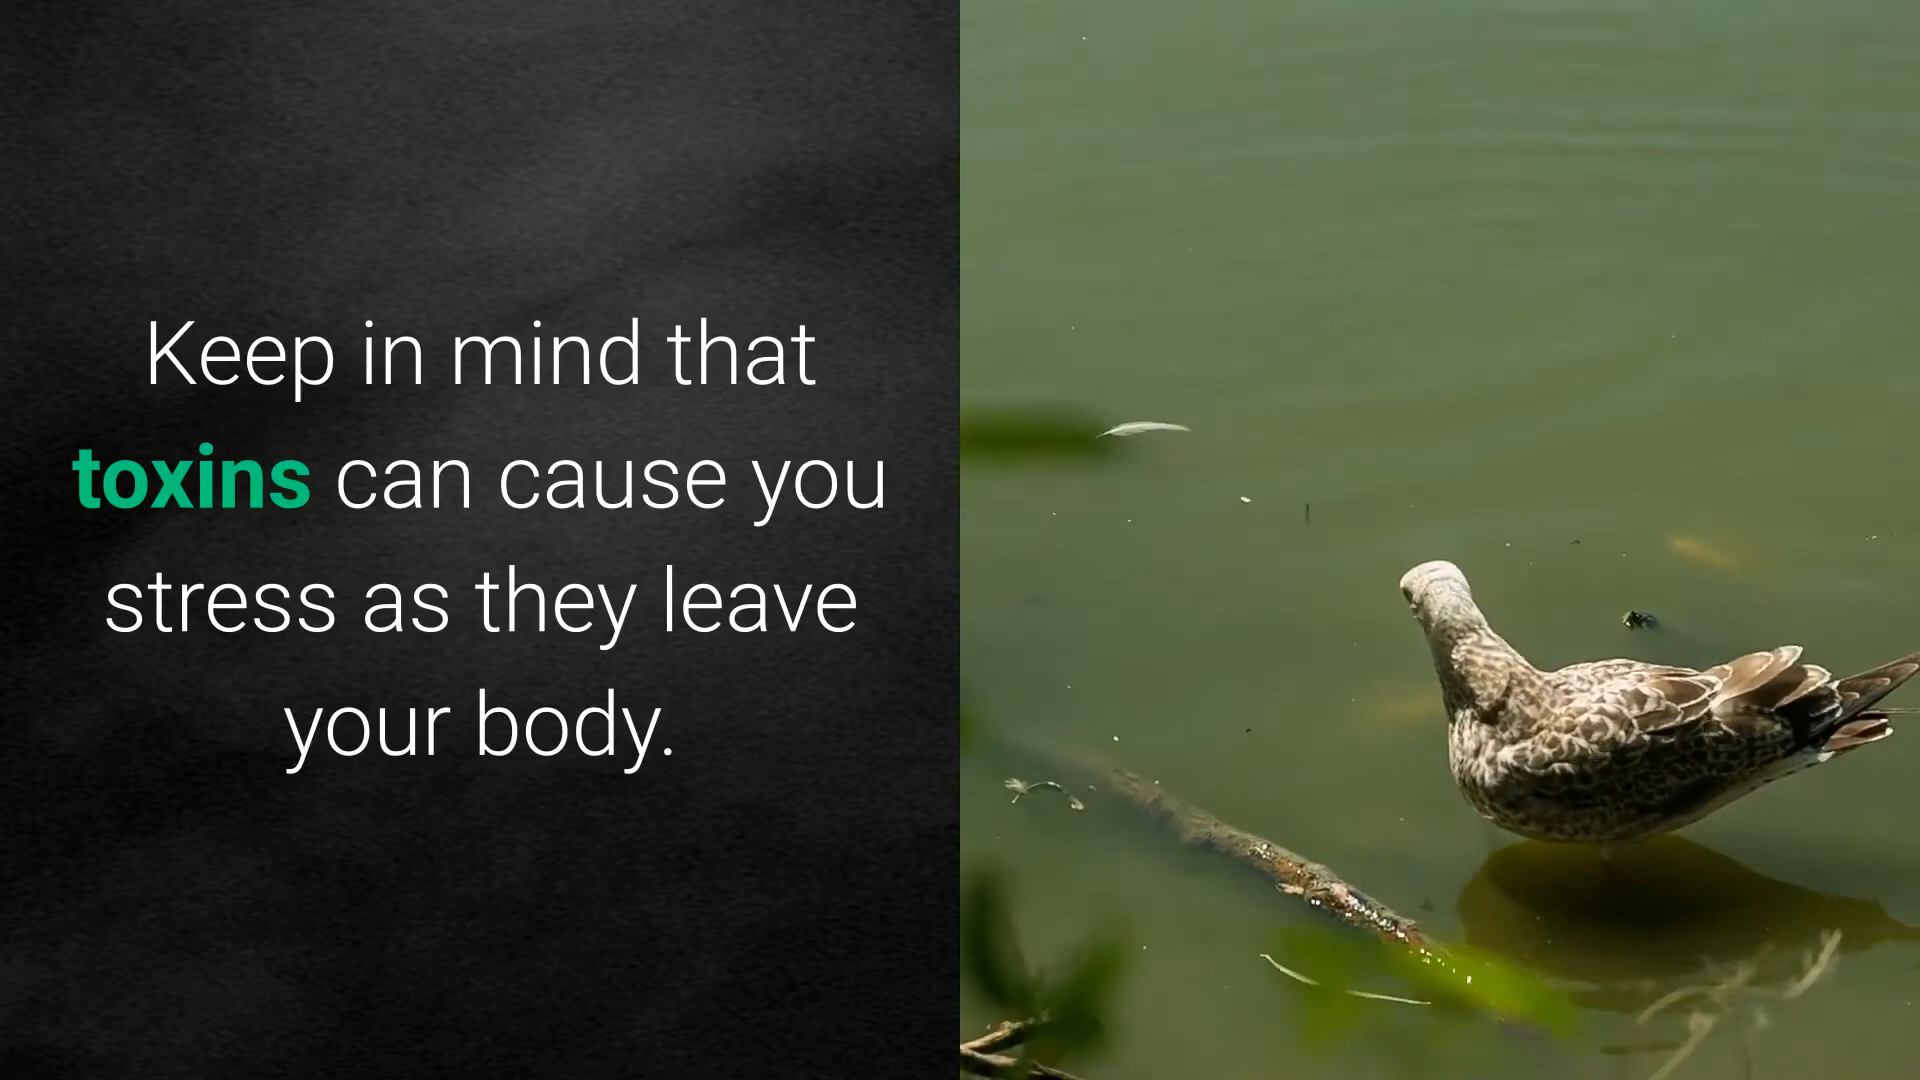 Keep in mind that
toxins can cause you
stress as they leave
your body.